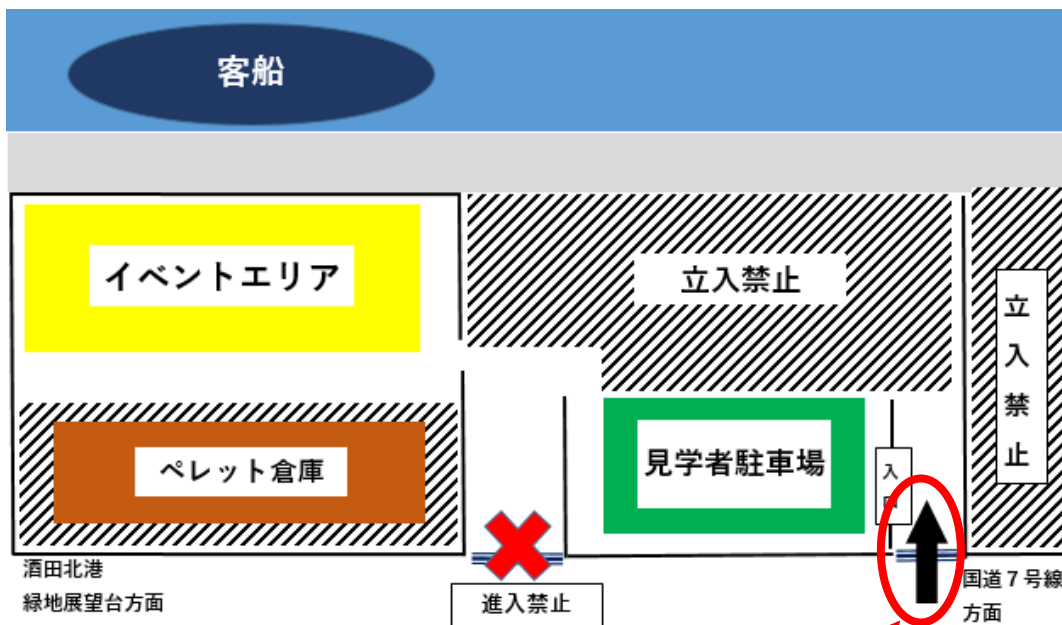 客船
イベントエリア
立入禁止
立入禁止
ペレット倉庫
見学者駐車場
入口
酒田北港
緑地展望台方面
進入禁止
国道７号線
方面